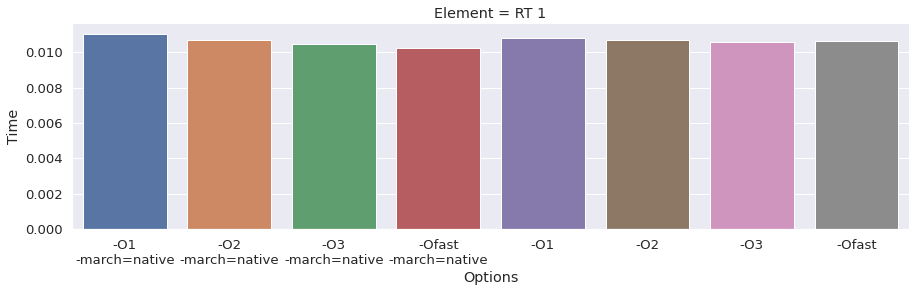 Element = RT 1
Time
0.010
0.008
0.006
0.004
0.002
0.000
-O1
-march=native
-O2
-march=native
-O3
-march=native
-Ofast
-march=native
-O1
-O2
-O3
-Ofast
Options